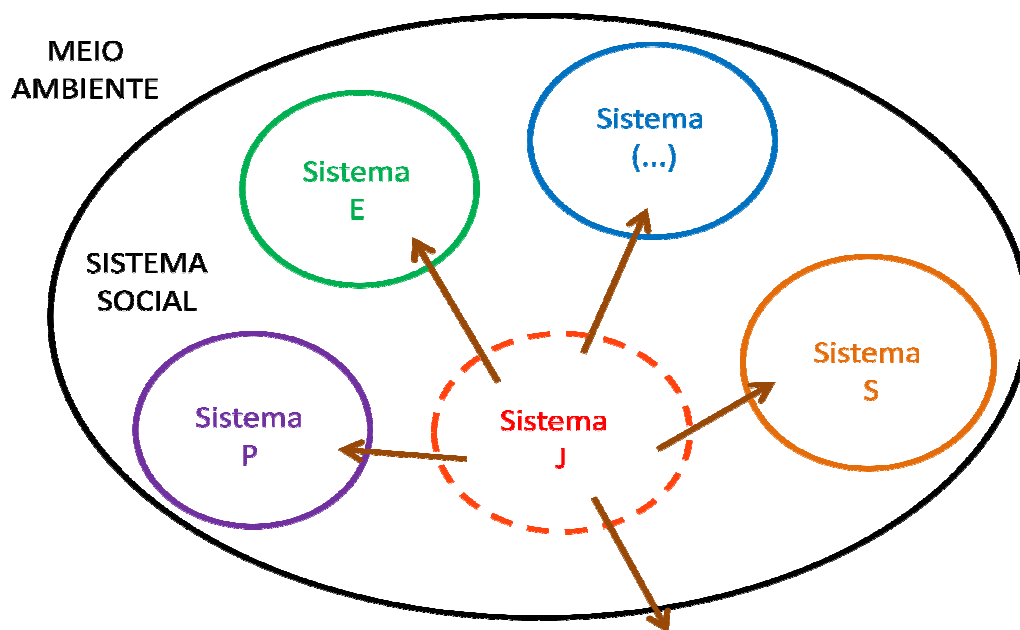 MEIO
AMBIENTE
Sistema
(...)
Sistema
E
SISTEMA
SOCIAL
Sistema
S
Sistema
P
Sistema
J